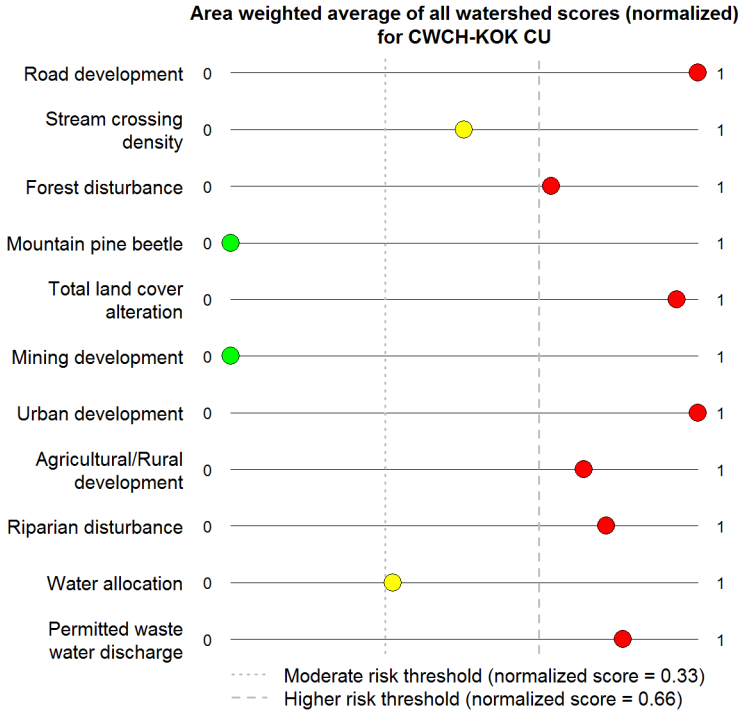 Area weighted average of all watershed scores (normalized)
for CWCH-KOK CU
Road development 0 1
Stream crossing
density 0 1
Forest disturbance 0 1
Mountain pine beetle 0 1
Total land cover
alteration 0 1
Mining development 0 1
Urban development 0 1
Agricultural/Rural
development 0 1
Riparian disturbance 0 1
Water allocation 0 1
Permitted waste
water discharge 0 1
Moderate risk threshold (normalized score = 0.33)
Higher risk threshold (normalized score = 0.66)